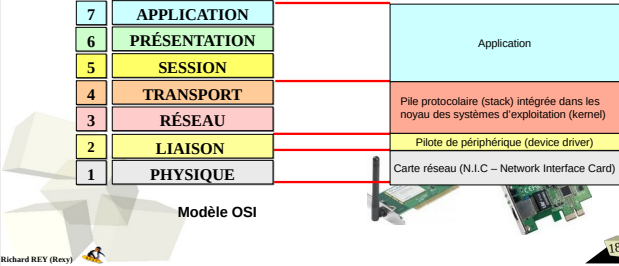 7 APPLICATION
6 PRÉSENTATION
5 SESSION
4 TRANSPORT
3 RÉSEAU
2 LIAISON
1 PHYSIQUE
Application
Pile protocolaire (stack) intégrée dans les
noyau des systèmes d'exploitation (kernel)
Pilote de périphérique (device driver)
Carte réseau (N.I.C – Network Interface Card)
Modèle OSI
Richard REY (Rexy)
18